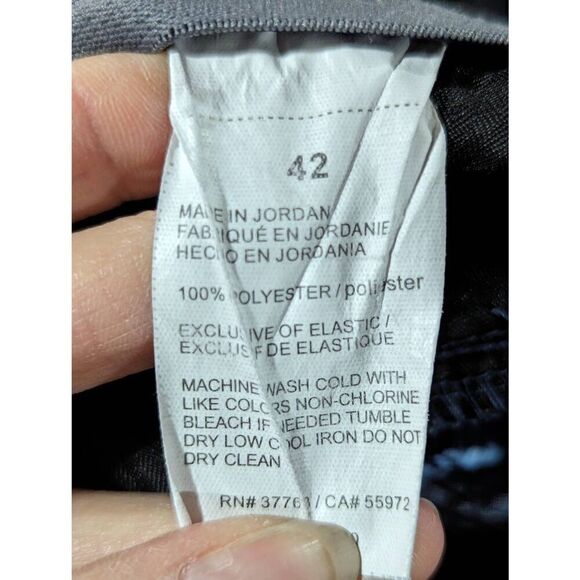 42
MADE IN JORDAN
FABRIQUÉ EN JORDANIE
HECHO EN JORDANIA
100% POLYESTER / poliester
EXCLUSIVE OF ELASTIC /
EXCLUSIF DE ELASTIQUE
MACHINE WASH COLD WITH
LIKE COLORS NON-CHLORINE
BLEACH IF NEEDED TUMBLE
DRY LOW COOL IRON DO NOT
DRY CLEAN
RN# / CA# 55972